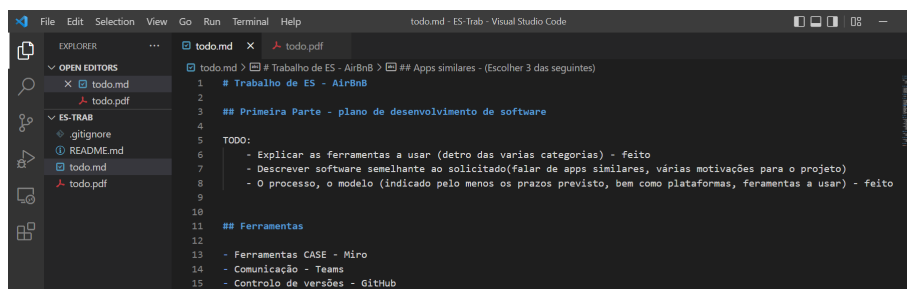 File Edit Selection View Go Run Terminal Help todo.md - ES-Trab - Visual Studio Code
EXPLORER ... todo.md todo.pdf
OPEN EDITORS
todo.md > # Trabalho de ES - AirBnB > ## Apps similares - (Escolher 3 das seguintes)
todo.md
todo.pdf
ES-TRAB
.gitignore
README.md
todo.md
todo.pdf
1 # Trabalho de ES - AirBnB
2
3 ## Primeira Parte - plano de desenvolvimento de software
4
5 TODO:
6 - Explicar as ferramentas a usar (detro das varias categorias) - feito
7 - Descrever software semelhante ao solicitado(falar de apps similares, várias motivações para o projeto)
8 - O processo, o modelo (indicado pelo menos os prazos previsto, bem como plataformas, feramentas a usar) - feito
9
10
11 ## Ferramentas
12
13 - Ferramentas CASE - Miro
14 - Comunicação - Teams
15 - Controlo de versões - GitHub